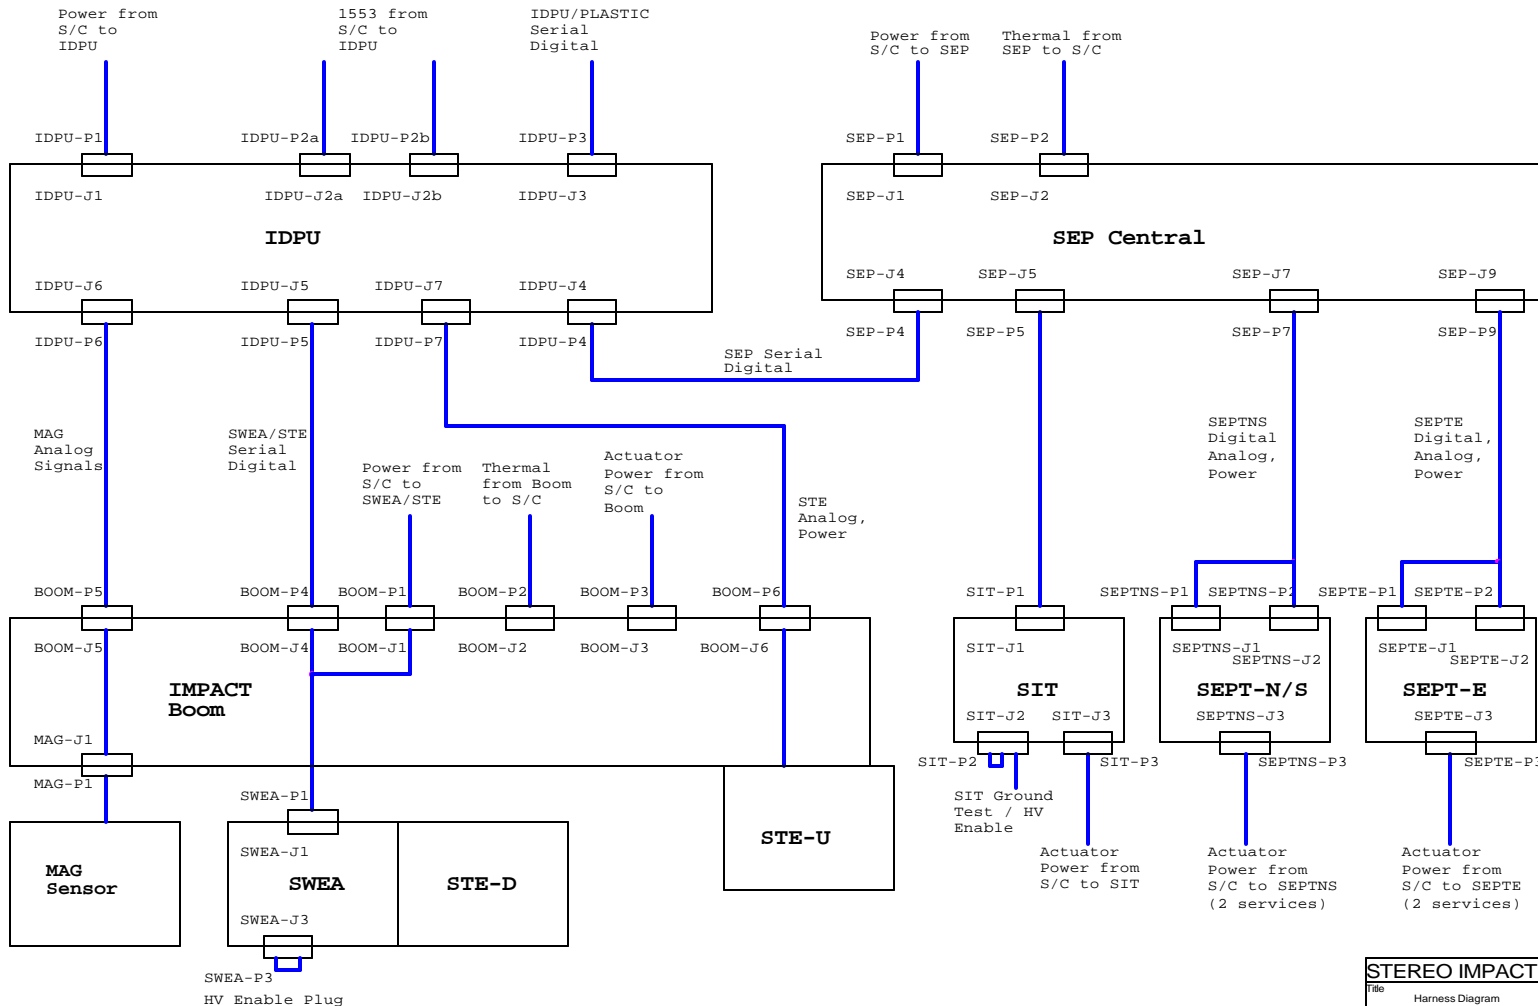 Power from
S/C to
IDPU
1553 from
S/C to
IDPU
IDPU/PLASTIC
Serial
Digital
Power from
S/C to SEP
Thermal from
SEP to S/C
IDPU-P1
IDPU-P2a
IDPU-P2b
IDPU-P3
SEP-P1
SEP-P2
IDPU-J1
IDPU-J2a
IDPU-J2b
IDPU-J3
SEP-J1
SEP-J2
IDPU
SEP Central
IDPU-J6
IDPU-J5
IDPU-J7
IDPU-J4
SEP-J4
SEP-J5
SEP-J7
SEP-J9
IDPU-P6
IDPU-P5
IDPU-P7
IDPU-P4
SEP-P4
SEP-P5
SEP-P7
SEP-P9
SEP Serial
Digital
MAG
Analog
Signals
SWEA/STE
Serial
Digital
Power from
S/C to
SWEA/STE
Thermal
from Boom
to S/C
Actuator
Power from
S/C to
Boom
STE
Analog,
Power
SEPTNS
Digital
Analog,
Power
SEPTE
Digital,
Analog,
Power
BOOM-P5
BOOM-P4
BOOM-P1
BOOM-P2
BOOM-P3
BOOM-P6
SIT-P1
SEPTNS-P1
SEPTNS-P2
SEPTE-P1
SEPTE-P2
BOOM-J5
BOOM-J4
BOOM-J1
BOOM-J2
BOOM-J3
BOOM-J6
SIT-J1
SEPTNS-J1
SEPTNS-J2
SEPTE-J1
SEPTE-J2
IMPACT
Boom
SIT
SEPT-N/S
SEPT-E
SIT-J2
SIT-J3
SEPTNS-J3
SEPTE-J3
MAG-J1
MAG-P1
SIT-P2
SIT-P3
SEPTNS-P3
SEPTE-P3
SWEA-P1
SIT Ground
Test / HV
Enable
SWEA-J1
MAG
Sensor
SWEA
STE-D
STE-U
Actuator
Power from
S/C to SIT
Actuator
Power from
S/C to SEPTNS
(2 services)
Actuator
Power from
S/C to SEPTE
(2 services)
SWEA-J3
SWEA-P3
HV Enable Plug
STEREO IMPACT
Title
Harness Diagram